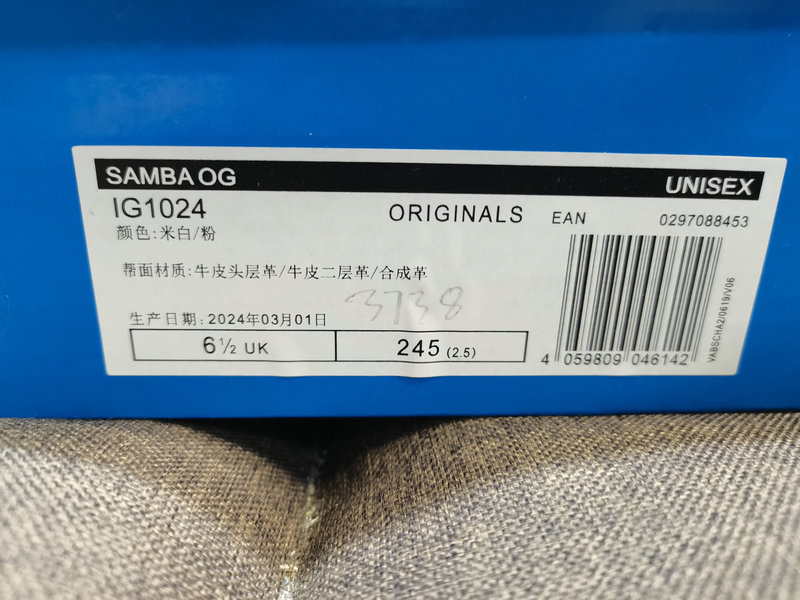 SAMBA OG
UNISEX
IG1024
ORIGINALS
EAN
0297088453
颜色:米白/粉
帮面材质:牛皮头层革/牛皮二层革/合成革
3738
生产日期:2024年03月01日
6½ UK
245 (2.5)
4 059809 046142
VABSCHA2/0619/V06